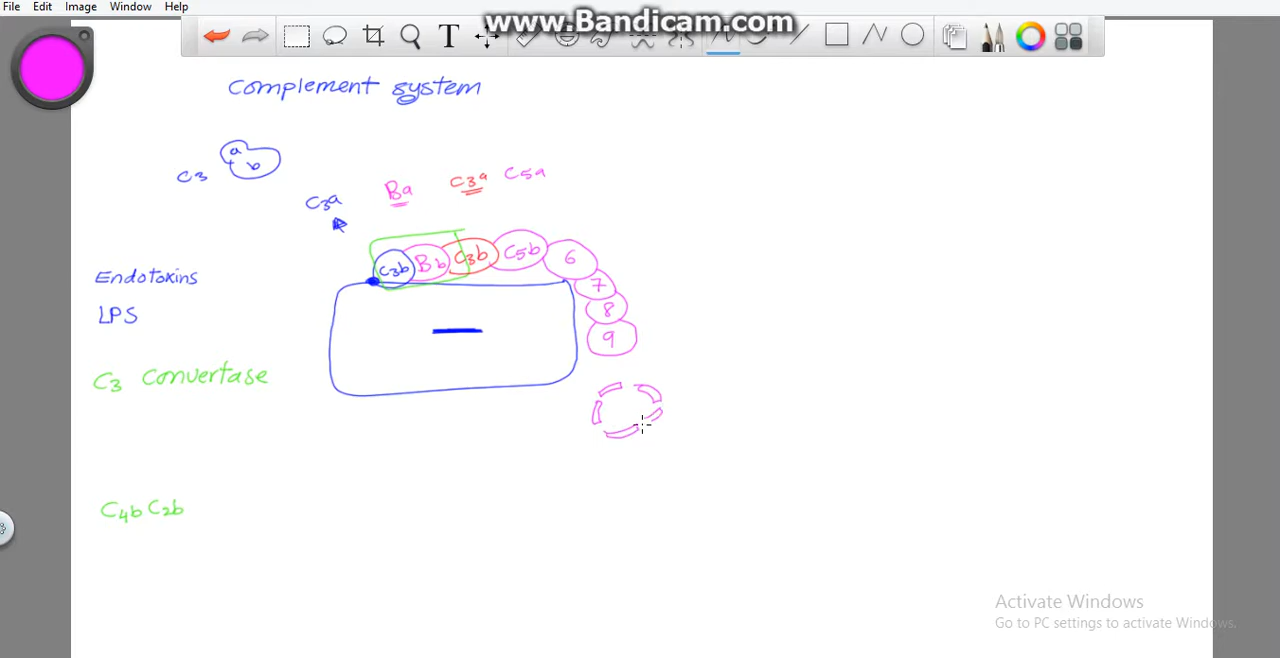 File Edit Image Window Help
www.Bandicam.com
T
Complement system
C3 a b
C3a Ba C3a C5a
C3b Bb C3b C5b 6
7
8
9
Endotoxins
LPS
C3 Convertase
C4b C2b
Activate Windows
Go to PC settings to activate Windows.